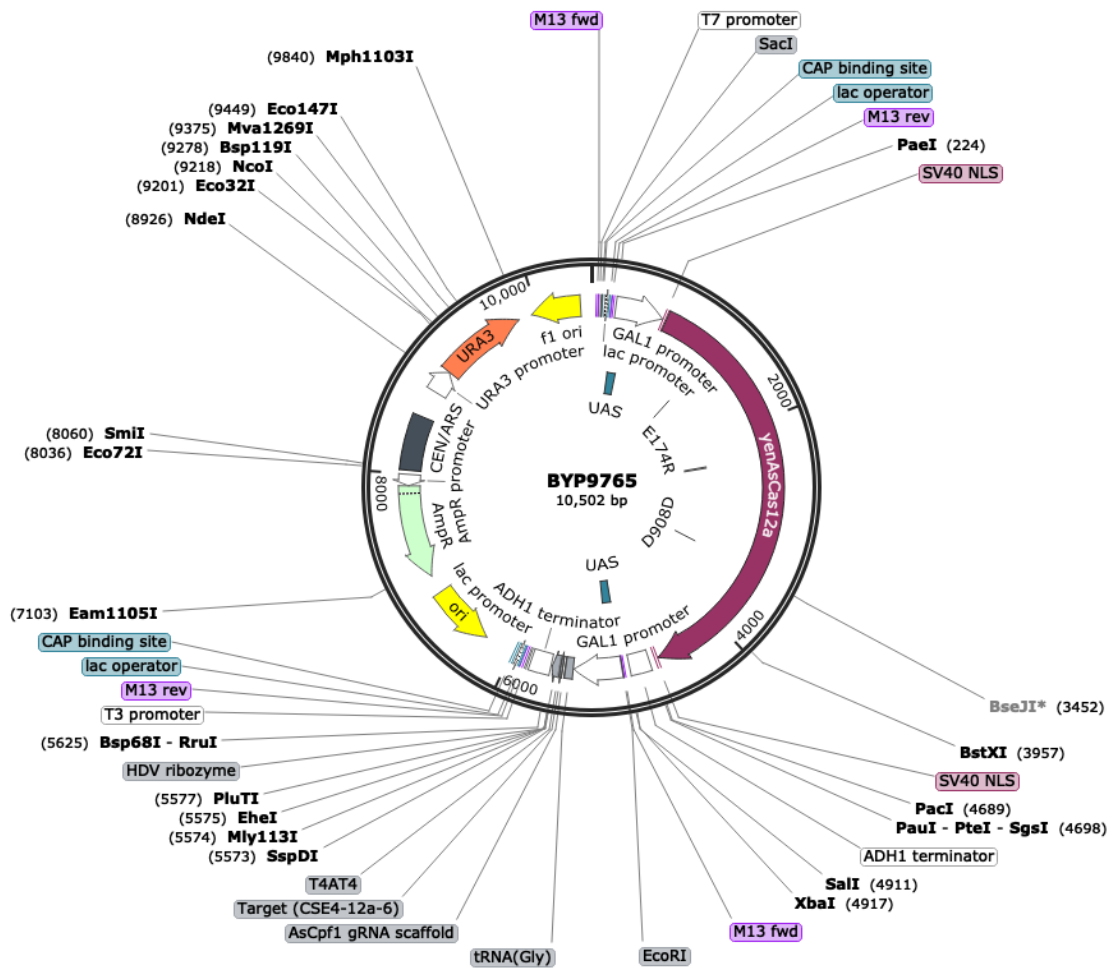 M13 fwd
T7 promoter
SacI
CAP binding site
lac operator
M13 rev
PaeI (224)
SV40 NLS
(9840) Mph1103I
(9449) Eco147I
(9375) Mva1269I
(9278) Bsp119I
(9218) NcoI
(9201) Eco32I
(8926) NdeI
(8060) SmiI
(8036) Eco72I
(7103) Eam1105I
CAP binding site
lac operator
M13 rev
T3 promoter
(5625) Bsp68I - RruI
HDV ribozyme
(5577) PluTI
(5575) EheI
(5574) Mly113I
(5573) SspDI
T4AT4
Target (CSE4-12a-6)
AsCpf1 gRNA scaffold
tRNA(Gly)
EcoRI
M13 fwd
XbaI (4917)
SalI (4911)
ADH1 terminator
PauI - PteI - SgsI (4698)
PacI (4689)
SV40 NLS
BstXI (3957)
BseJI* (3452)
10,000
2000
4000
6000
8000
f1 ori
URA3
URA3 promoter
CEN/ARS
AmpR promoter
AmpR
ori
lac promoter
ADH1 terminator
GAL1 promoter
UAS
GAL1 promoter
lac promoter
UAS
E174R
D908D
yenAsCas12a
BYP9765
10,502 bp